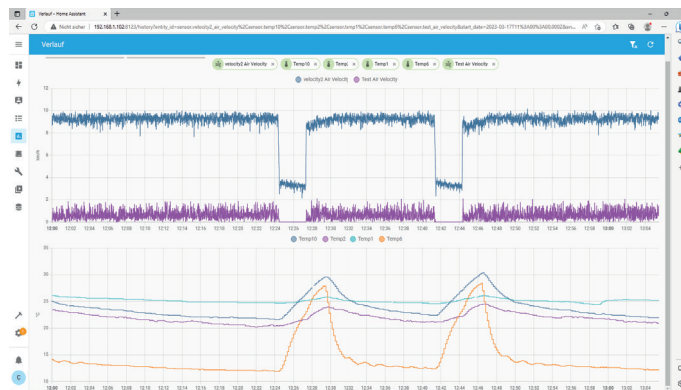 Verlauf – Home Assistant
Nicht sicher
192.168.1.102:8123/history?entity_id=sensor.velocity2_air_velocity%2Csensor.temp10%2Csensor.temp2%2Csensor.temp1%2Csensor.temp6%2Csensor.test_air_velocity&start_date=2023-03-17T11%3A00%3A00.000Z&
Verlauf
velocity2 Air Velocity Temp10 Temp1 Temp6 Test Air Velocity
velocity2 Air Velocity Test Air Velocity
12
10
8
6
4
2
0
12:00 12:02 12:04 12:06 12:08 12:10 12:12 12:14 12:16 12:18 12:20 12:22 12:24 12:26 12:28 12:30 12:32 12:34 12:36 12:38 12:40 12:42 12:44 12:46 12:48 12:50 12:52 12:54 12:56 12:58 13:00 13:02 13:04
Temp10 Temp2 Temp1 Temp6
35
30
25
°C
20
15
10
12:00 12:02 12:04 12:06 12:08 12:10 12:12 12:14 12:16 12:18 12:20 12:22 12:24 12:26 12:28 12:30 12:32 12:34 12:36 12:38 12:40 12:42 12:44 12:46 12:48 12:50 12:52 12:54 12:56 12:58 13:00 13:02 13:04
C